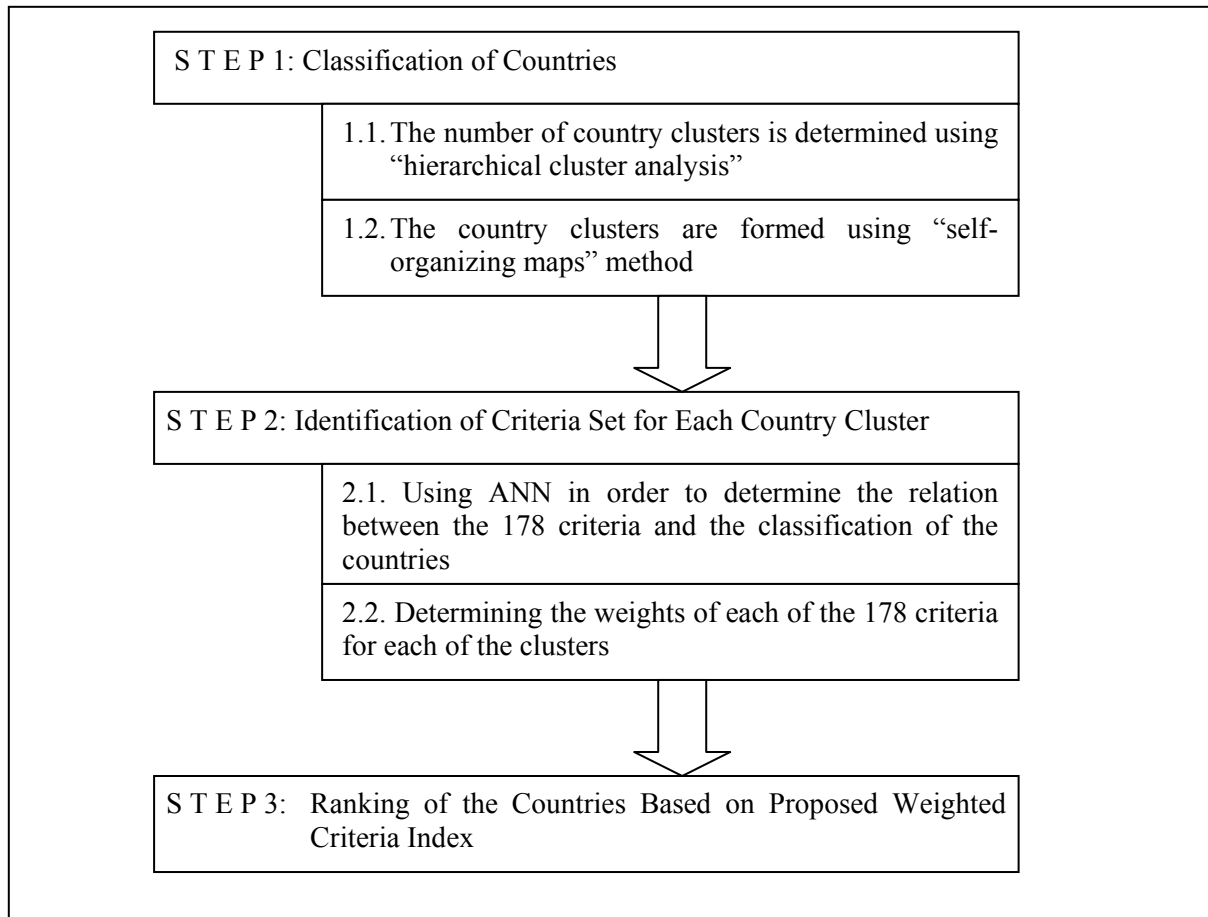 S T E P 1: Classification of Countries
1.1. The number of country clusters is determined using
“hierarchical cluster analysis”
1.2. The country clusters are formed using “self-
organizing maps” method
S T E P 2: Identification of Criteria Set for Each Country Cluster
2.1. Using ANN in order to determine the relation
between the 178 criteria and the classification of the
countries
2.2. Determining the weights of each of the 178 criteria
for each of the clusters
S T E P 3: Ranking of the Countries Based on Proposed Weighted
Criteria Index